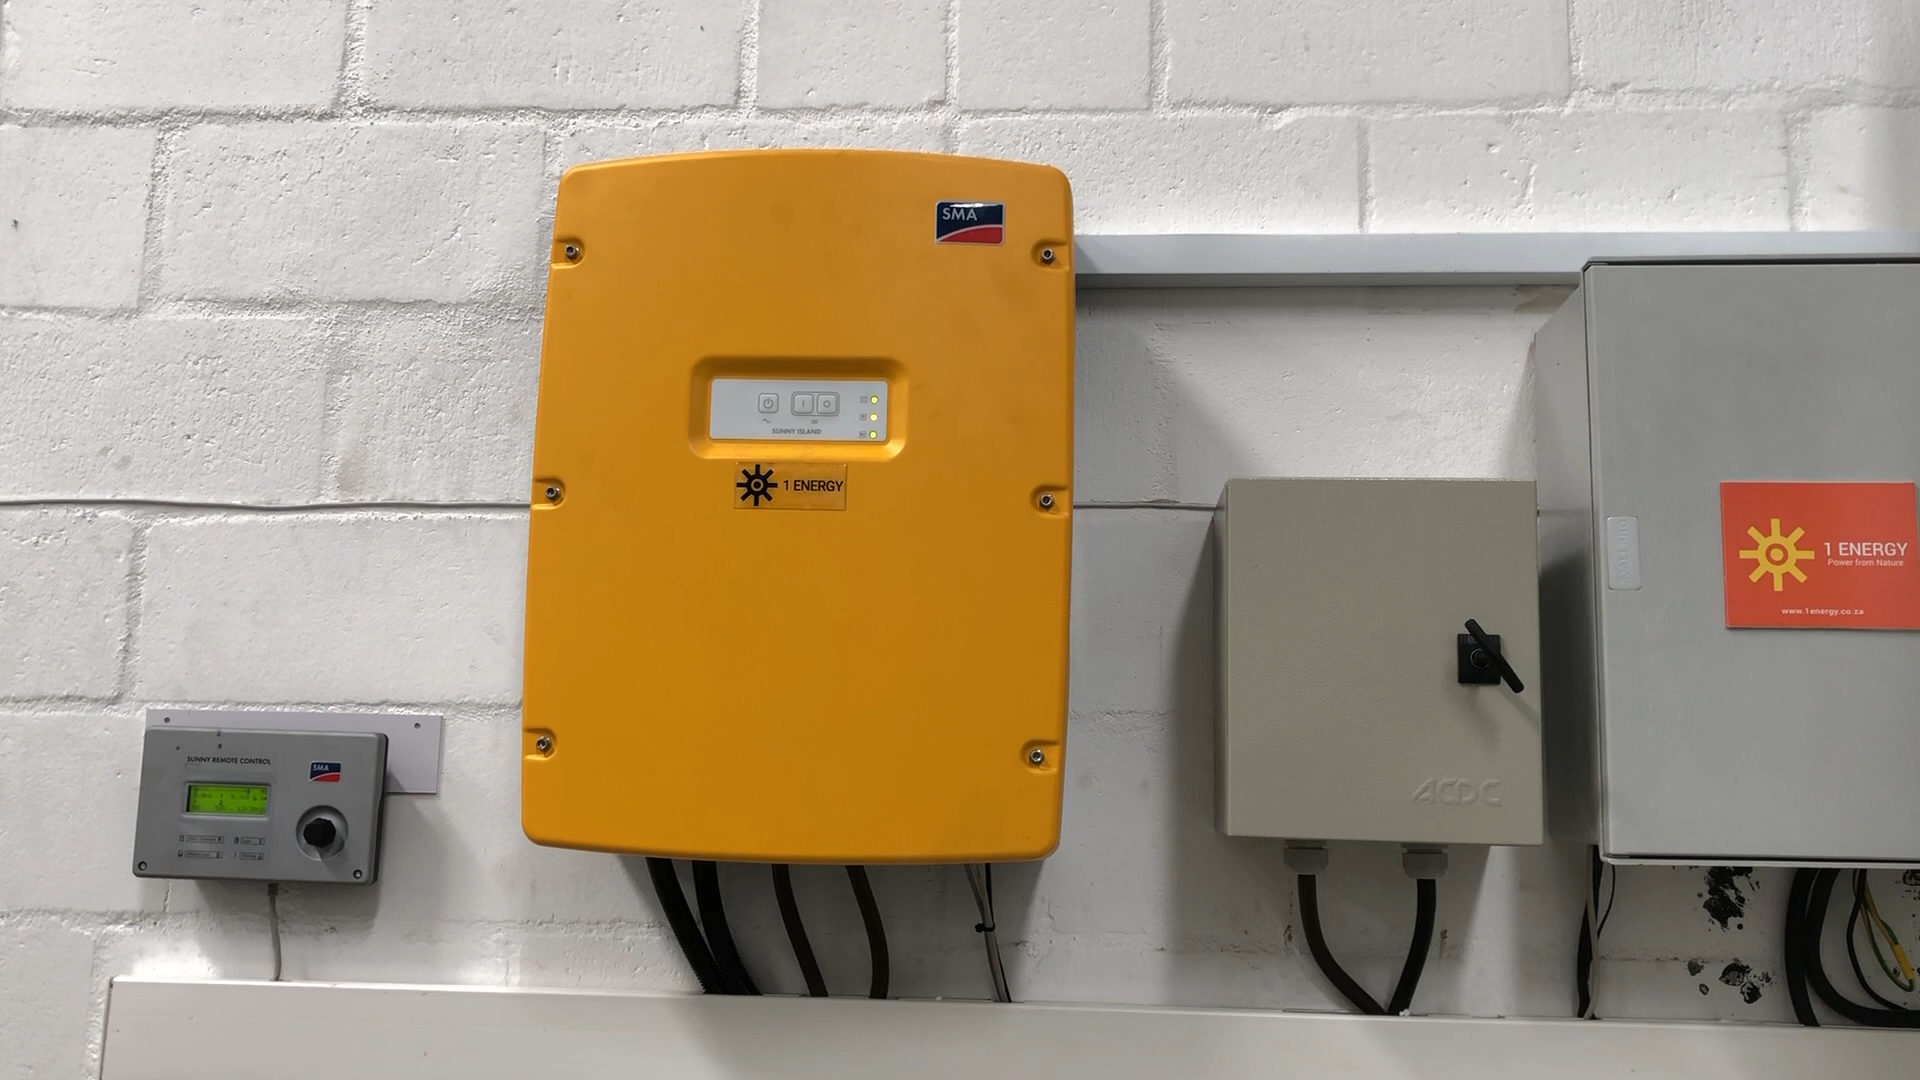 SMA
SUNNY ISLAND
1 ENERGY
SUNNY REMOTE CONTROL
SMA
ACDC
1 ENERGY
Power from Nature
www.1energy.co.za